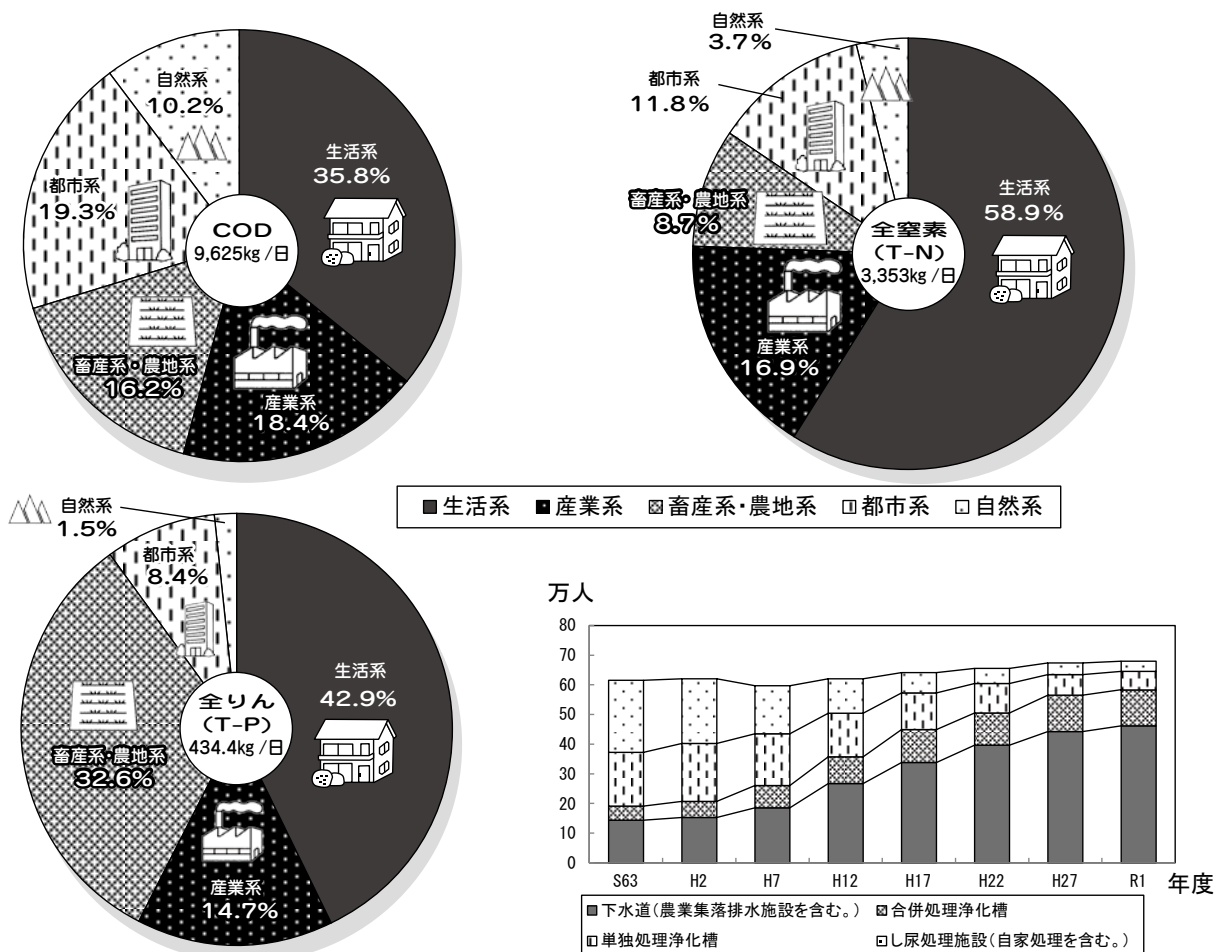 自然系
10.2%
都市系
19.3%
生活系
35.8%
COD
9,625kg/日
畜産系・農地系
16.2%
産業系
18.4%
自然系
3.7%
都市系
11.8%
畜産系・農地系
8.7%
生活系
58.9%
全窒素
(T-N)
3,353kg/日
産業系
16.9%
■生活系 ■産業系 ▩畜産系・農地系 ▯都市系 □自然系
自然系
1.5%
都市系
8.4%
生活系
42.9%
全りん
(T-P)
434.4kg/日
畜産系・農地系
32.6%
産業系
14.7%
万人
80
70
60
50
40
30
20
10
0
S63 H2 H7 H12 H17 H22 H27 R1 年度
■下水道(農業集落排水施設を含む。) ▩合併処理浄化槽
▯単独処理浄化槽 □し尿処理施設(自家処理を含む。)